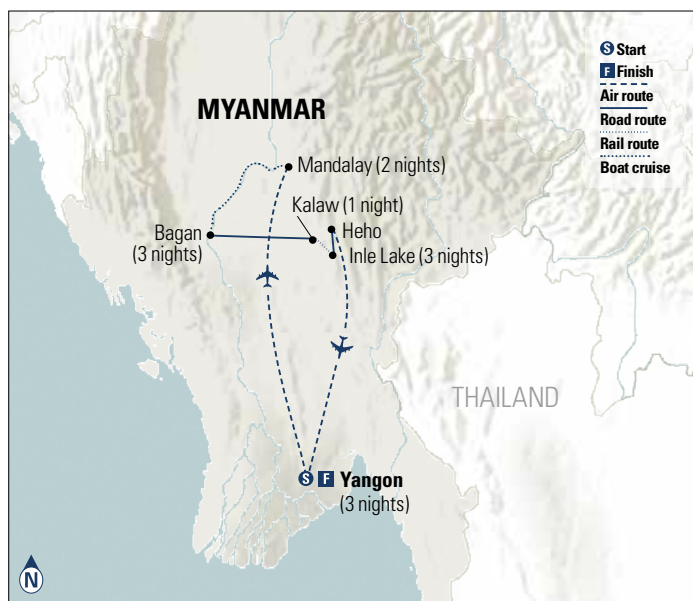 S Start
F Finish
Air route
Road route
Rail route
Boat cruise
MYANMAR
Mandalay (2 nights)
Kalaw (1 night)
Heho
Bagan
(3 nights)
Inle Lake (3 nights)
THAILAND
S F Yangon
(3 nights)
N